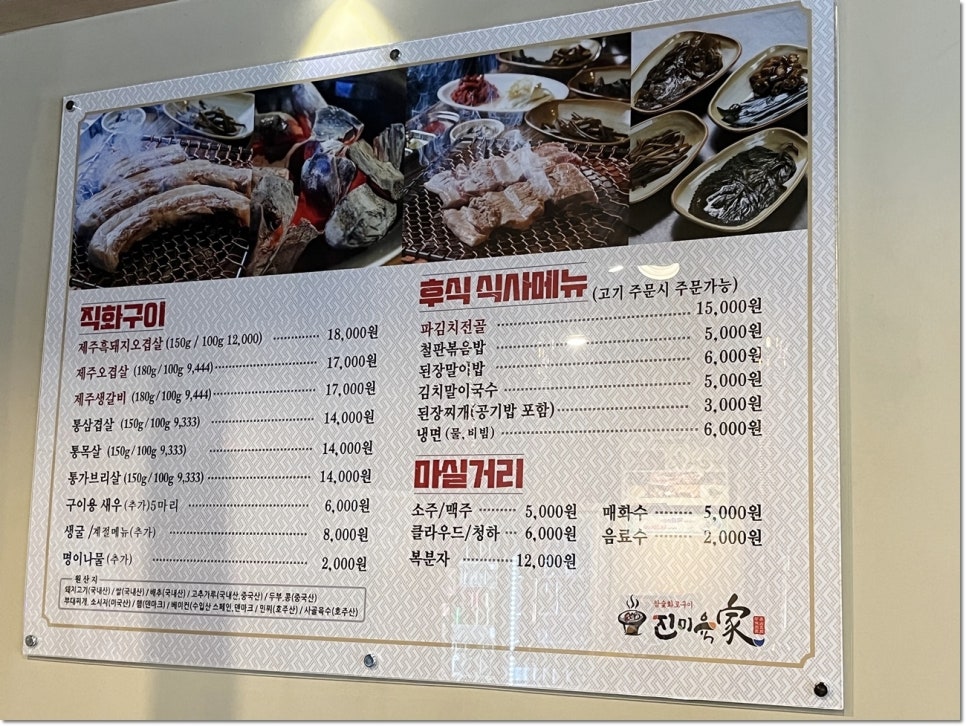 직화구이
제주흑돼지오겹살 (150g / 100g 12,000) 18,000원
제주오겹살 (180g/100g 9,444) 17,000원
제주생갈비 (180g/100g 9,444) 17,000원
통삼겹살 (150g/100g 9,333) 14,000원
통목살 (150g/100g 9,333) 14,000원
통가브리살 (150g/100g 9,333) 14,000원
구이용 새우 (추가)5마리 6,000원
생굴 /계절메뉴(추가) 8,000원
명이나물 (추가) 2,000원
원산지
돼지고기(국내산) / 쌀(국내산) / 배추(국내산) / 고추가루(국내산,중국산) / 두부,콩(중국산)
부대찌개, 소시지(미국산) / 햄(덴마크) / 베이컨(수입산 스페인,덴마크 / 민찌(호주산) / 사골육수(호주산)
후식 식사메뉴 (고기 주문시 주문가능)
파김치전골 15,000원
철판볶음밥 5,000원
된장말이밥 6,000원
김치말이국수 5,000원
된장찌개(공기밥 포함) 3,000원
냉면 (물, 비빔) 6,000원
마실거리
소주/맥주 5,000원
클라우드/청하 6,000원
복분자 12,000원
매화수 5,000원
음료수 2,000원
참숯화로구이
진미육家